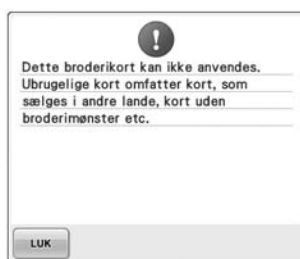 Dette broderikort kan ikke anvendes.
Ubrugelige kort omfatter kort, som
sælges i andre lande, kort uden
broderimønster etc.
LUK